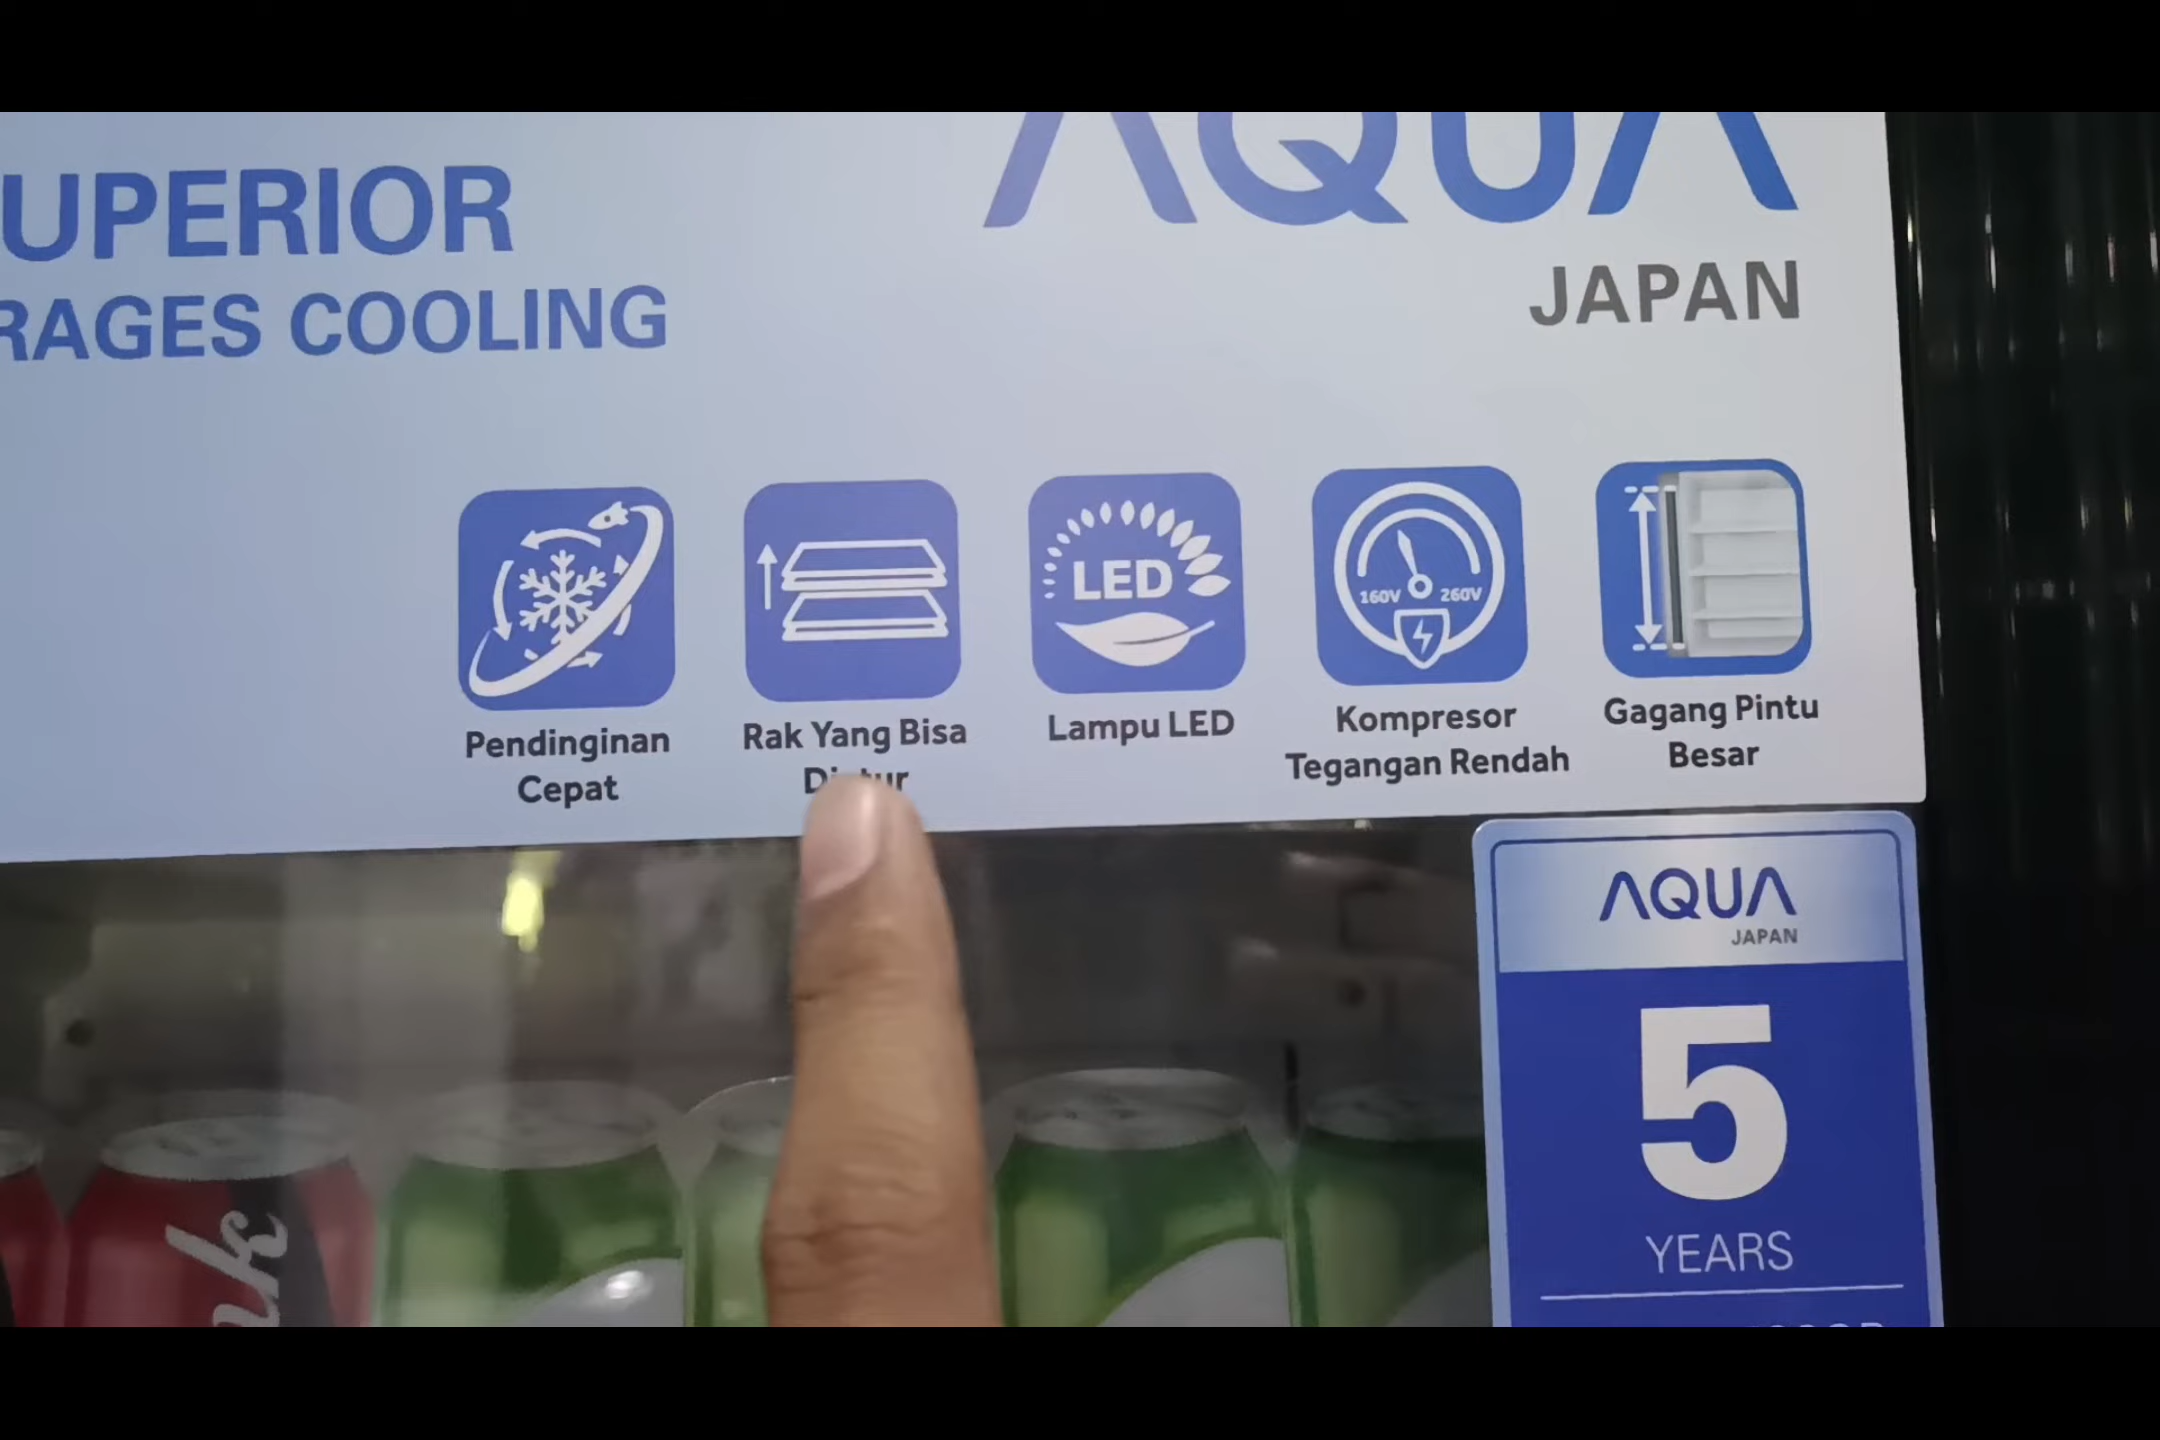 UPERIOR
RAGES COOLING
AQUA
JAPAN
LED
160V 260V
Pendinginan
Cepat
Rak Yang Bisa
Lampu LED
Kompresor
Tegangan Rendah
Gagang Pintu
Besar
AQUA
JAPAN
5
YEARS